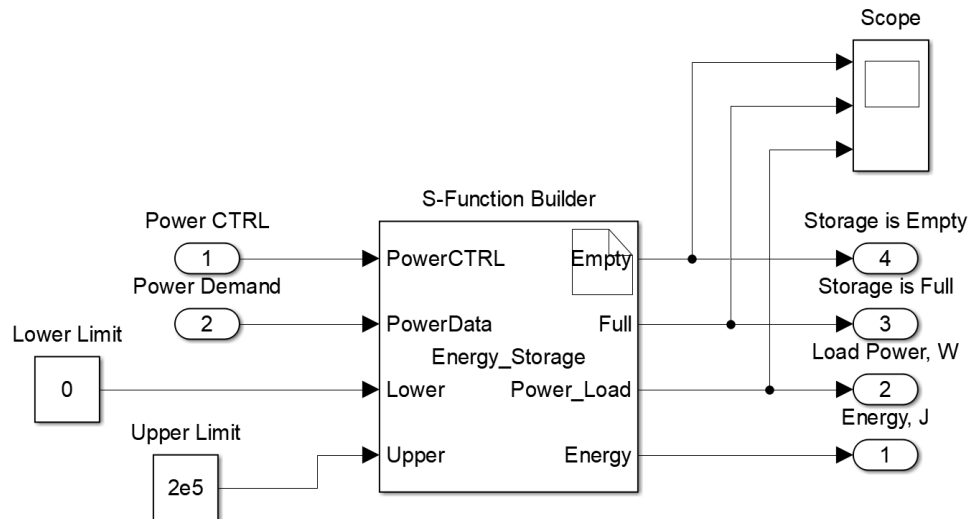 Scope
S-Function Builder
Power CTRL
1
PowerCTRL
Empty
Storage is Empty
4
Power Demand
2
PowerData
Full
Storage is Full
3
Energy_Storage
Lower Limit
0
Lower
Power_Load
Load Power, W
2
Upper Limit
2e5
Upper
Energy
Energy, J
1